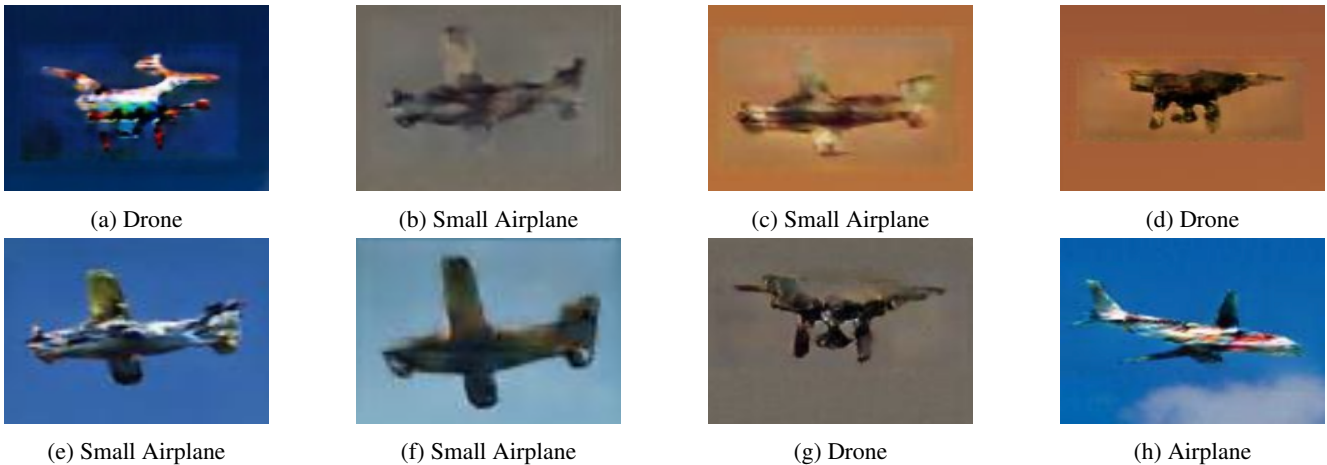 (a) Drone
(b) Small Airplane
(c) Small Airplane
(d) Drone
(e) Small Airplane
(f) Small Airplane
(g) Drone
(h) Airplane